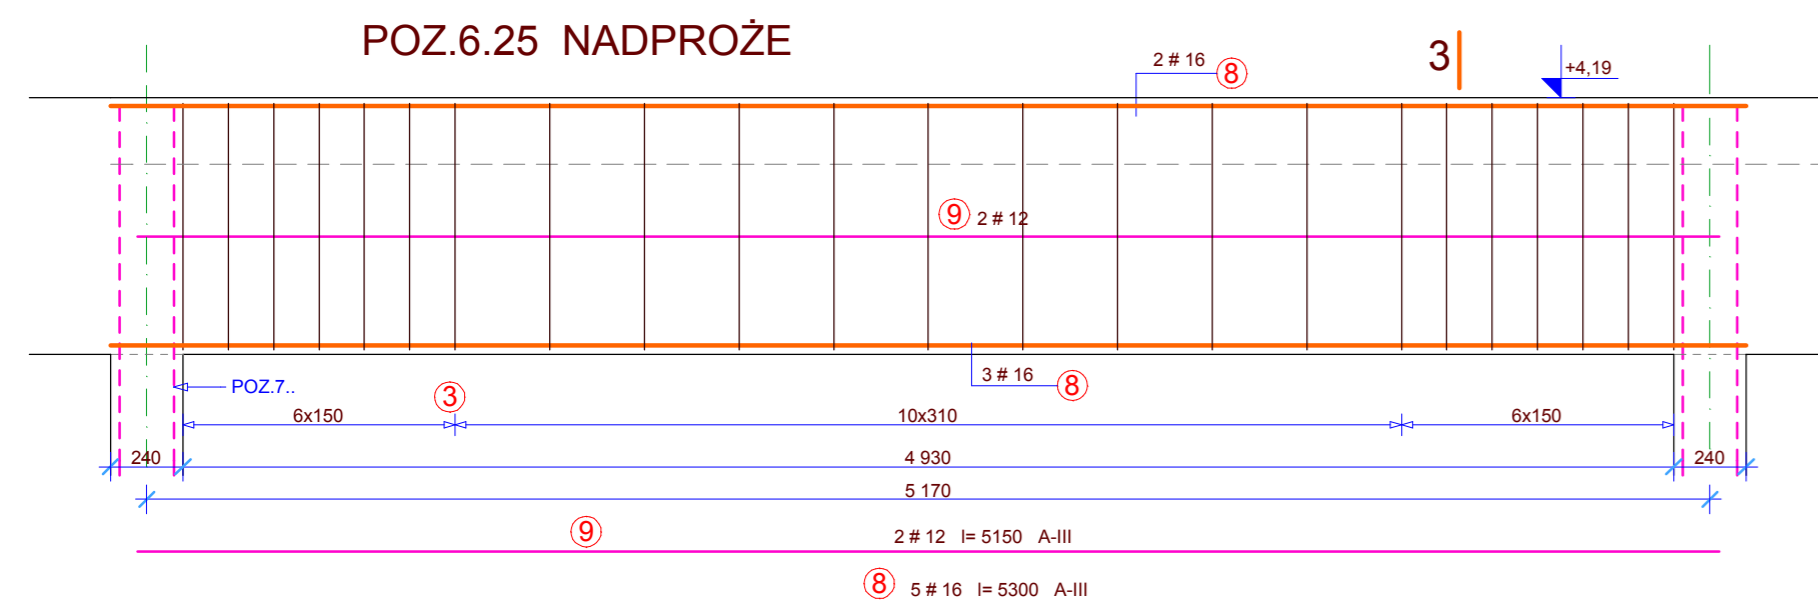 POZ.6.25 NADPROŻE
2 # 16 8
3
+4,19
9 2 # 12
3 # 16 8
POZ.7..
3
6x150 10x310 6x150
240 4 930 240
5 170
9 2 # 12 l= 5150 A-III
8 5 # 16 l= 5300 A-III